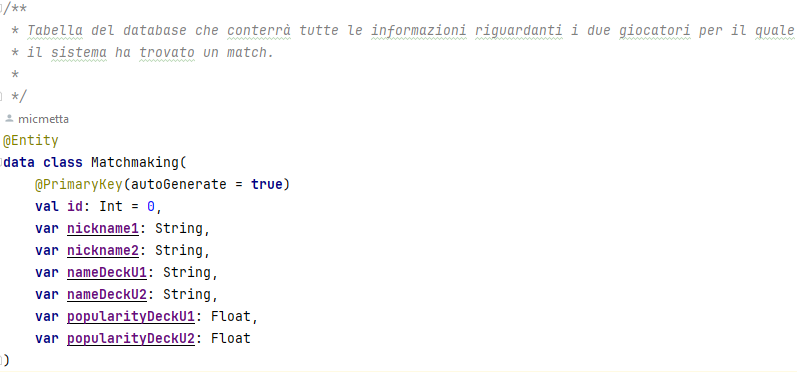 /**
 * Tabella del database che conterrà tutte le informazioni riguardanti i due giocatori per il quale
 * il sistema ha trovato un match.
 *
 */
micmetta
@Entity
data class Matchmaking(
    @PrimaryKey(autoGenerate = true)
    val id: Int = 0,
    var nickname1: String,
    var nickname2: String,
    var nameDeckU1: String,
    var nameDeckU2: String,
    var popularityDeckU1: Float,
    var popularityDeckU2: Float
)